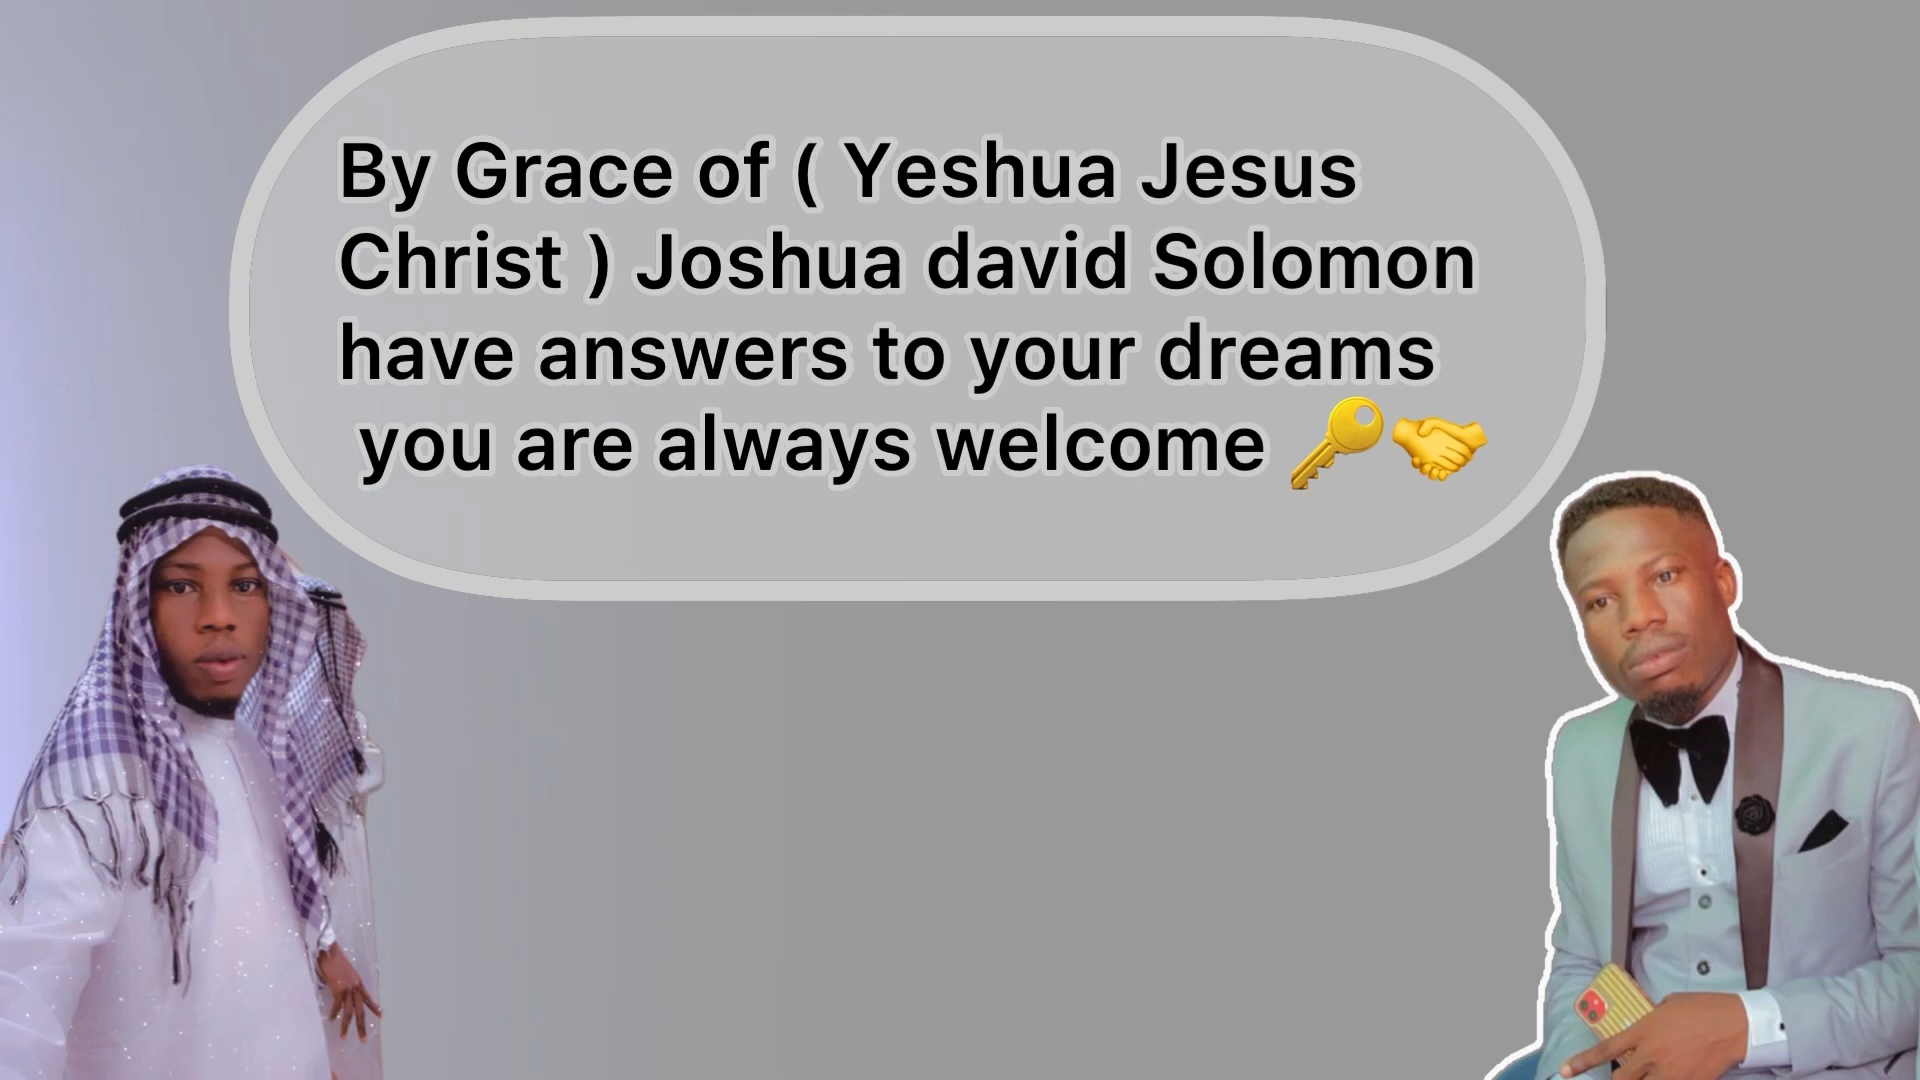 By Grace of ( Yeshua Jesus
Christ ) Joshua david Solomon
have answers to your dreams
you are always welcome 🔑🤝